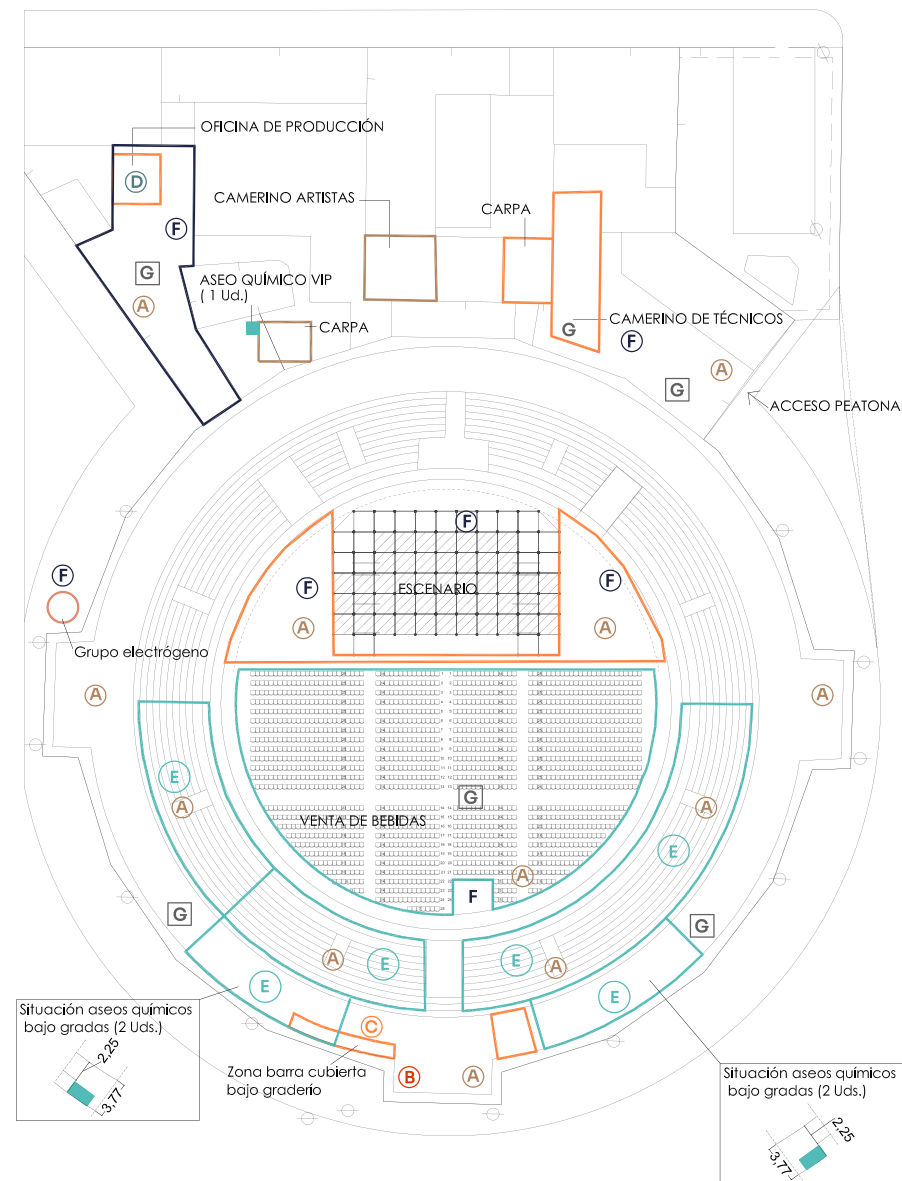 OFICINA DE PRODUCCIÓN
D
F
CAMERINO ARTISTAS
CARPA
G
A
ASEO QUÍMICO VIP
( 1 Ud.)
CARPA
G
CAMERINO DE TÉCNICOS
F
A
G
ACCESO PEATONA
F
F
ESCENARIO
F
F
A
A
Grupo electrógeno
A
A
E
A
G
A
VENTA DE BEBIDAS
E
A
F
G
G
A
E
E
A
E
E
Situación aseos químicos
bajo gradas (2 Uds.)
2,25
3,77
C
Zona barra cubierta
bajo graderío
B
A
Situación aseos químicos
bajo gradas (2 Uds.)
2,25
3,77